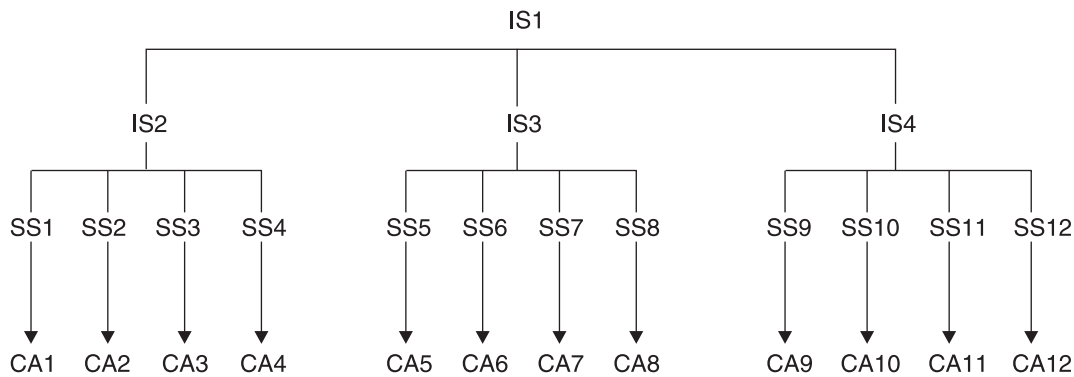 IS1
IS2 IS3 IS4
SS1 SS2 SS3 SS4 SS5 SS6 SS7 SS8 SS9 SS10 SS11 SS12
CA1 CA2 CA3 CA4 CA5 CA6 CA7 CA8 CA9 CA10 CA11 CA12